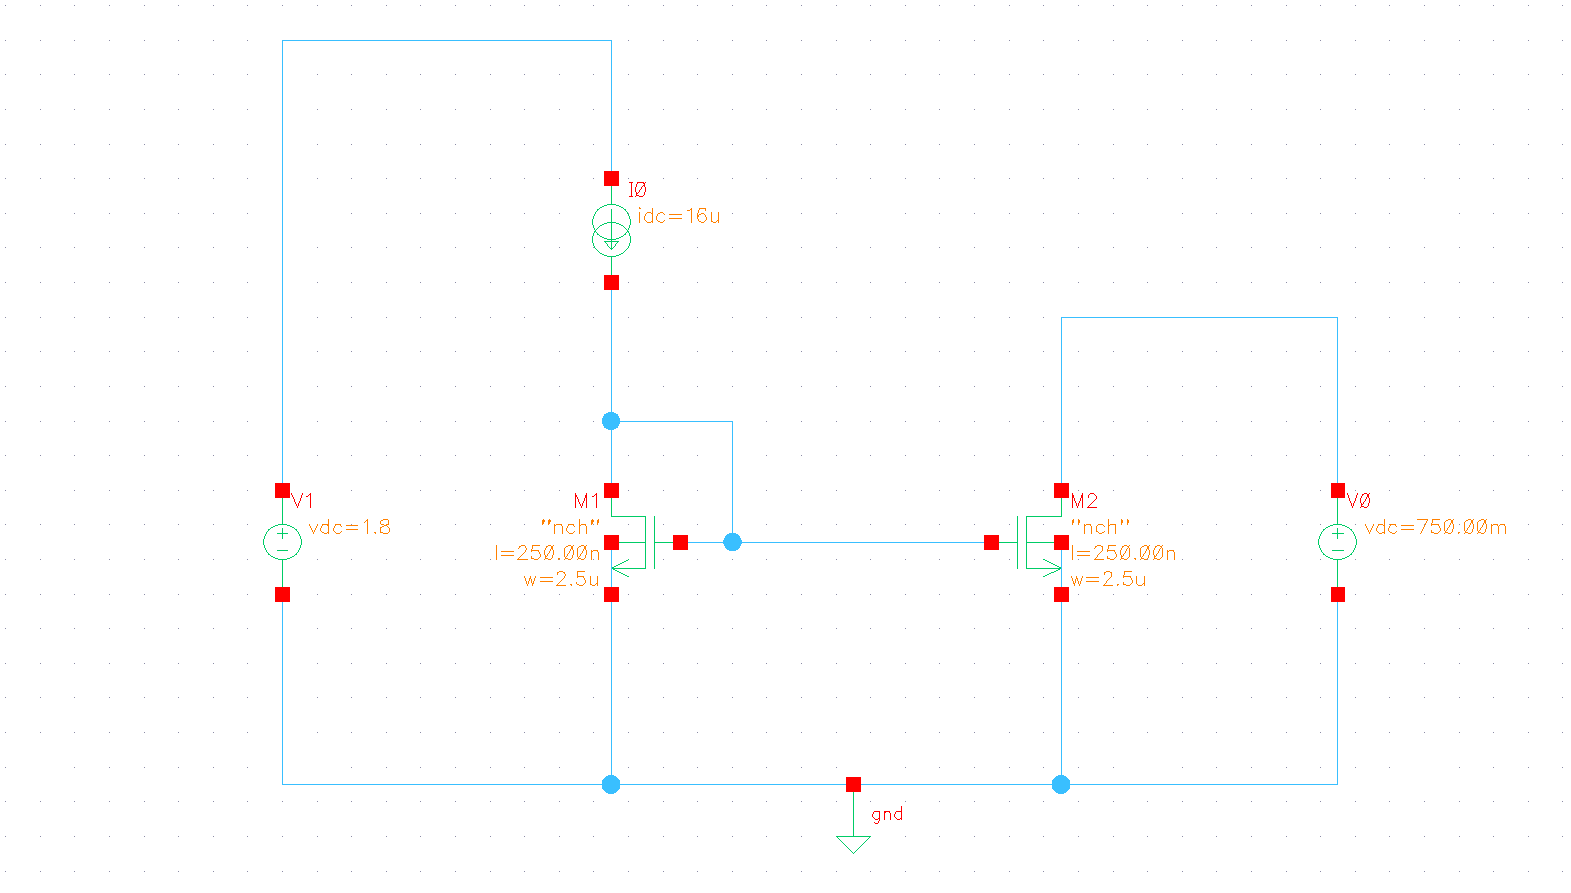 I0
idc=16u
V1
vdc=1.8
M1
"nch"
l=250.00n
w=2.5u
M2
"nch"
l=250.00n
w=2.5u
V0
vdc=750.00m
gnd